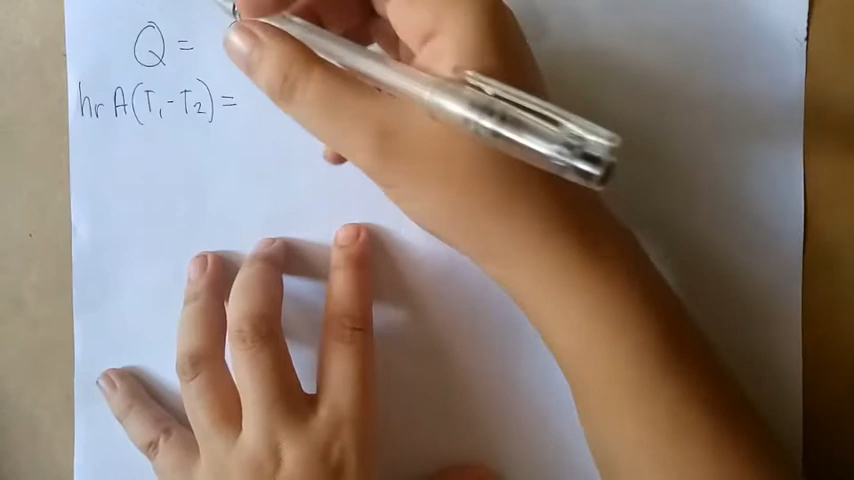 Q =
hr A(T₁-T₂) =